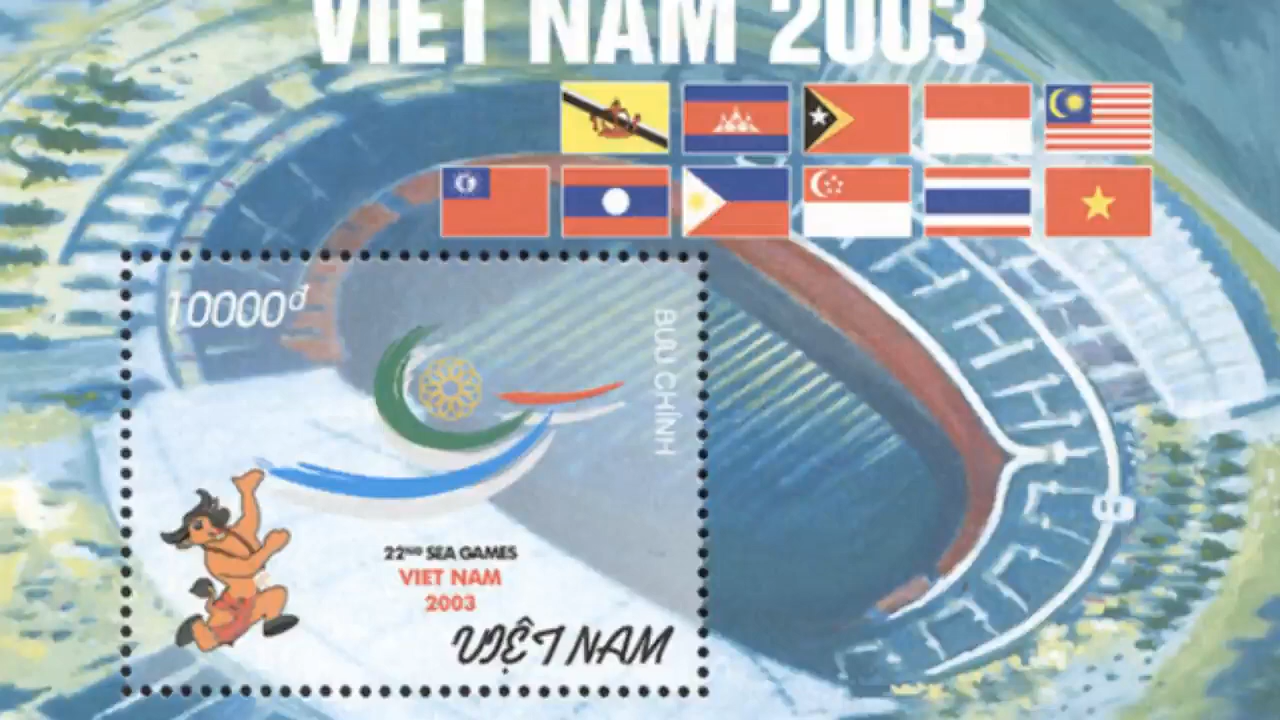 VIET NAM 2003
10000đ
BƯU CHÍNH
22ND SEA GAMES
VIET NAM
2003
VIỆT NAM